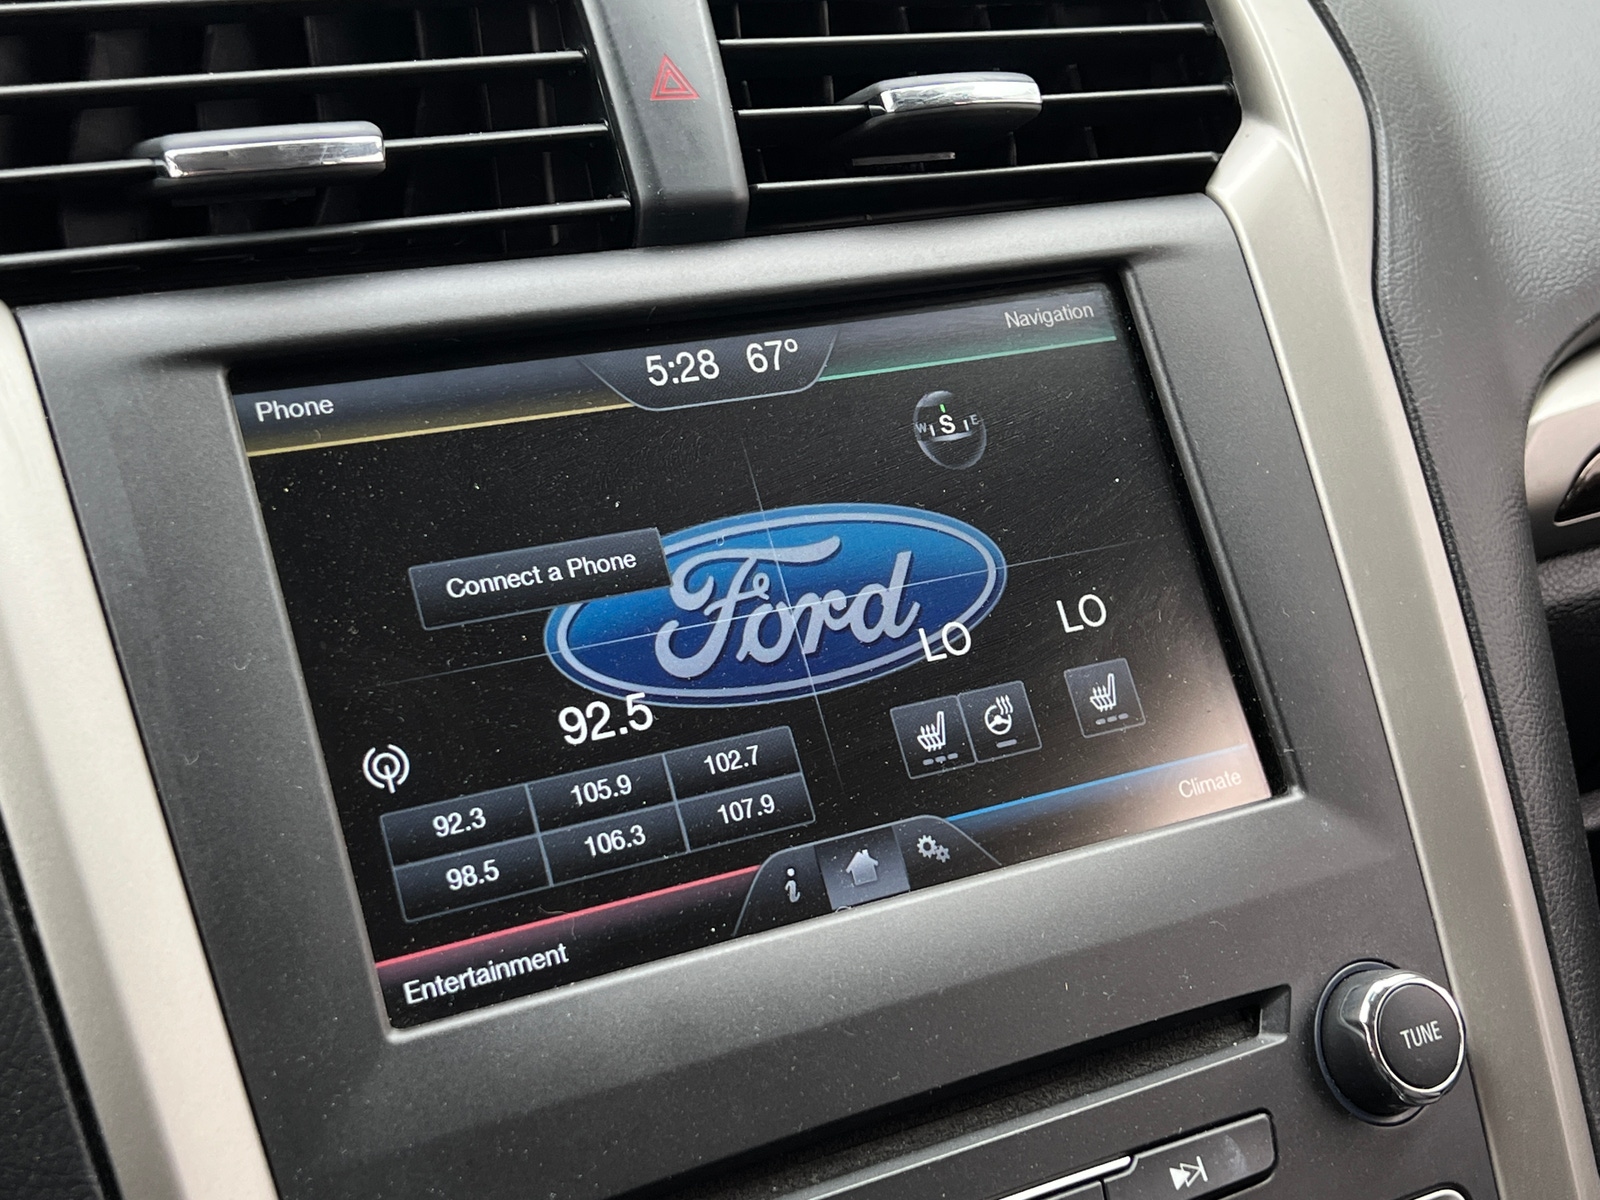 Phone
5:28 67°
Navigation
W S E
Connect a Phone
Ford
LO
LO
92.5
92.3 105.9 102.7
98.5 106.3 107.9
i
Entertainment
Climate
TUNE